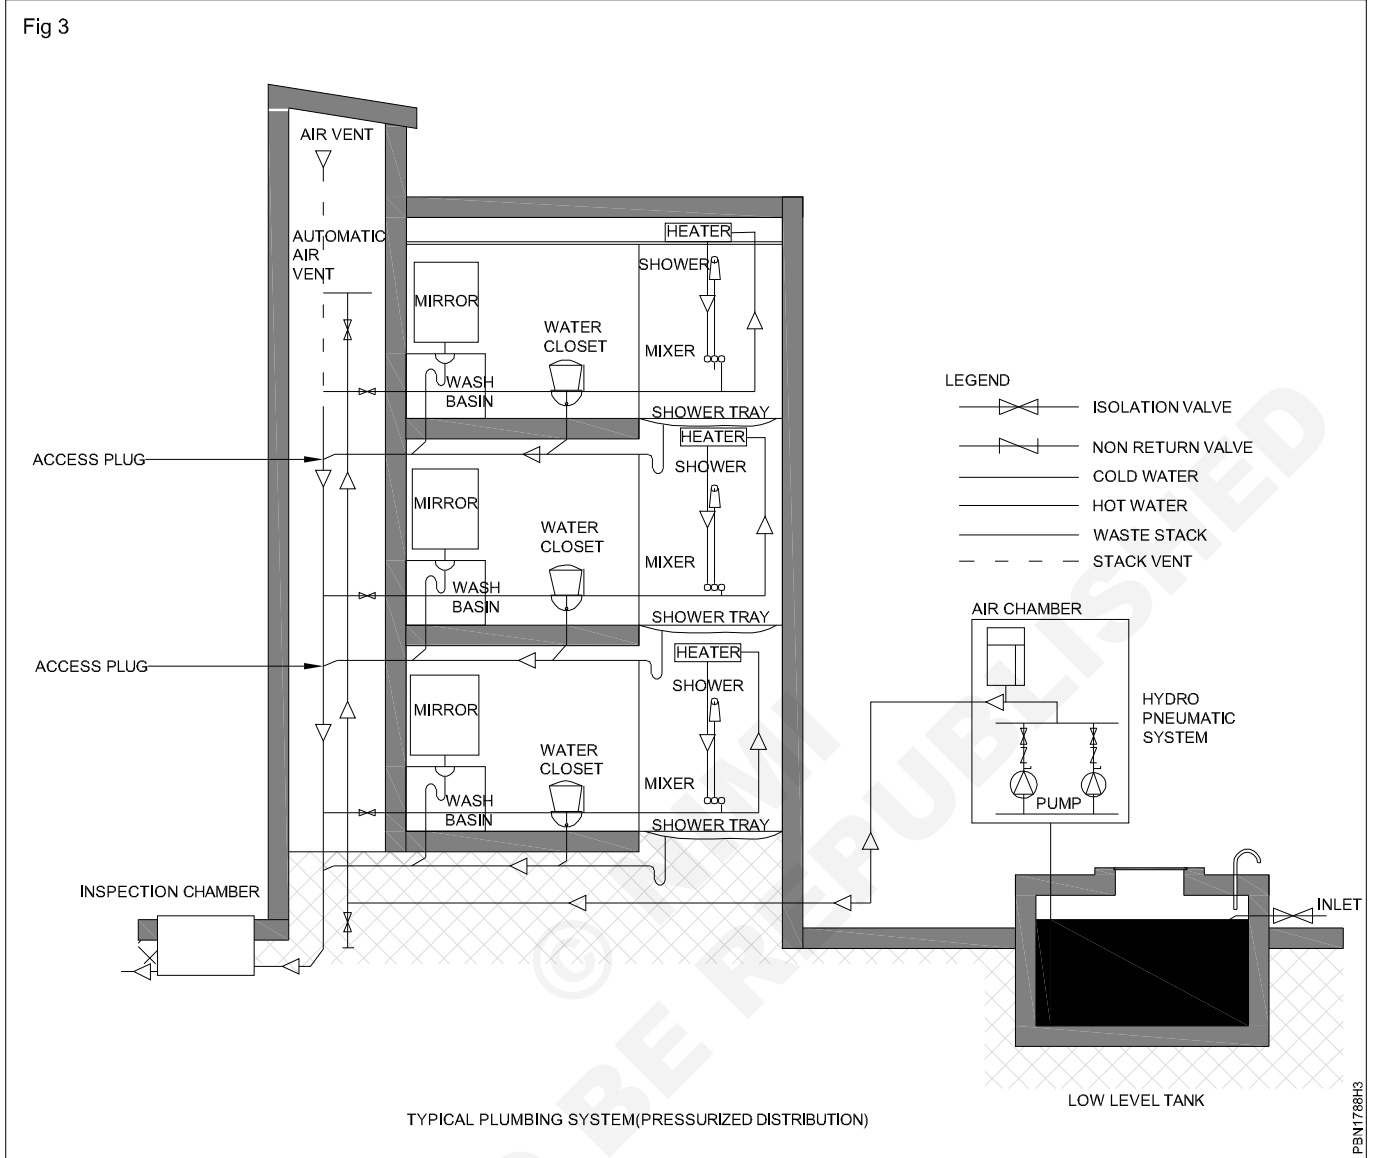 Fig 3
AIR VENT
AUTOMATIC
AIR
VENT
HEATER
SHOWER
MIRROR
WATER
CLOSET
MIXER
WASH
BASIN
SHOWER TRAY
ACCESS PLUG
HEATER
SHOWER
MIRROR
WATER
CLOSET
MIXER
WASH
BASIN
SHOWER TRAY
ACCESS PLUG
HEATER
SHOWER
MIRROR
WATER
CLOSET
MIXER
WASH
BASIN
SHOWER TRAY
INSPECTION CHAMBER
LEGEND
ISOLATION VALVE
NON RETURN VALVE
COLD WATER
HOT WATER
WASTE STACK
STACK VENT
AIR CHAMBER
HYDRO
PNEUMATIC
SYSTEM
PUMP
INLET
LOW LEVEL TANK
TYPICAL PLUMBING SYSTEM(PRESSURIZED DISTRIBUTION)
PBN1788H3
© NIMI
BE REPUBLISHED